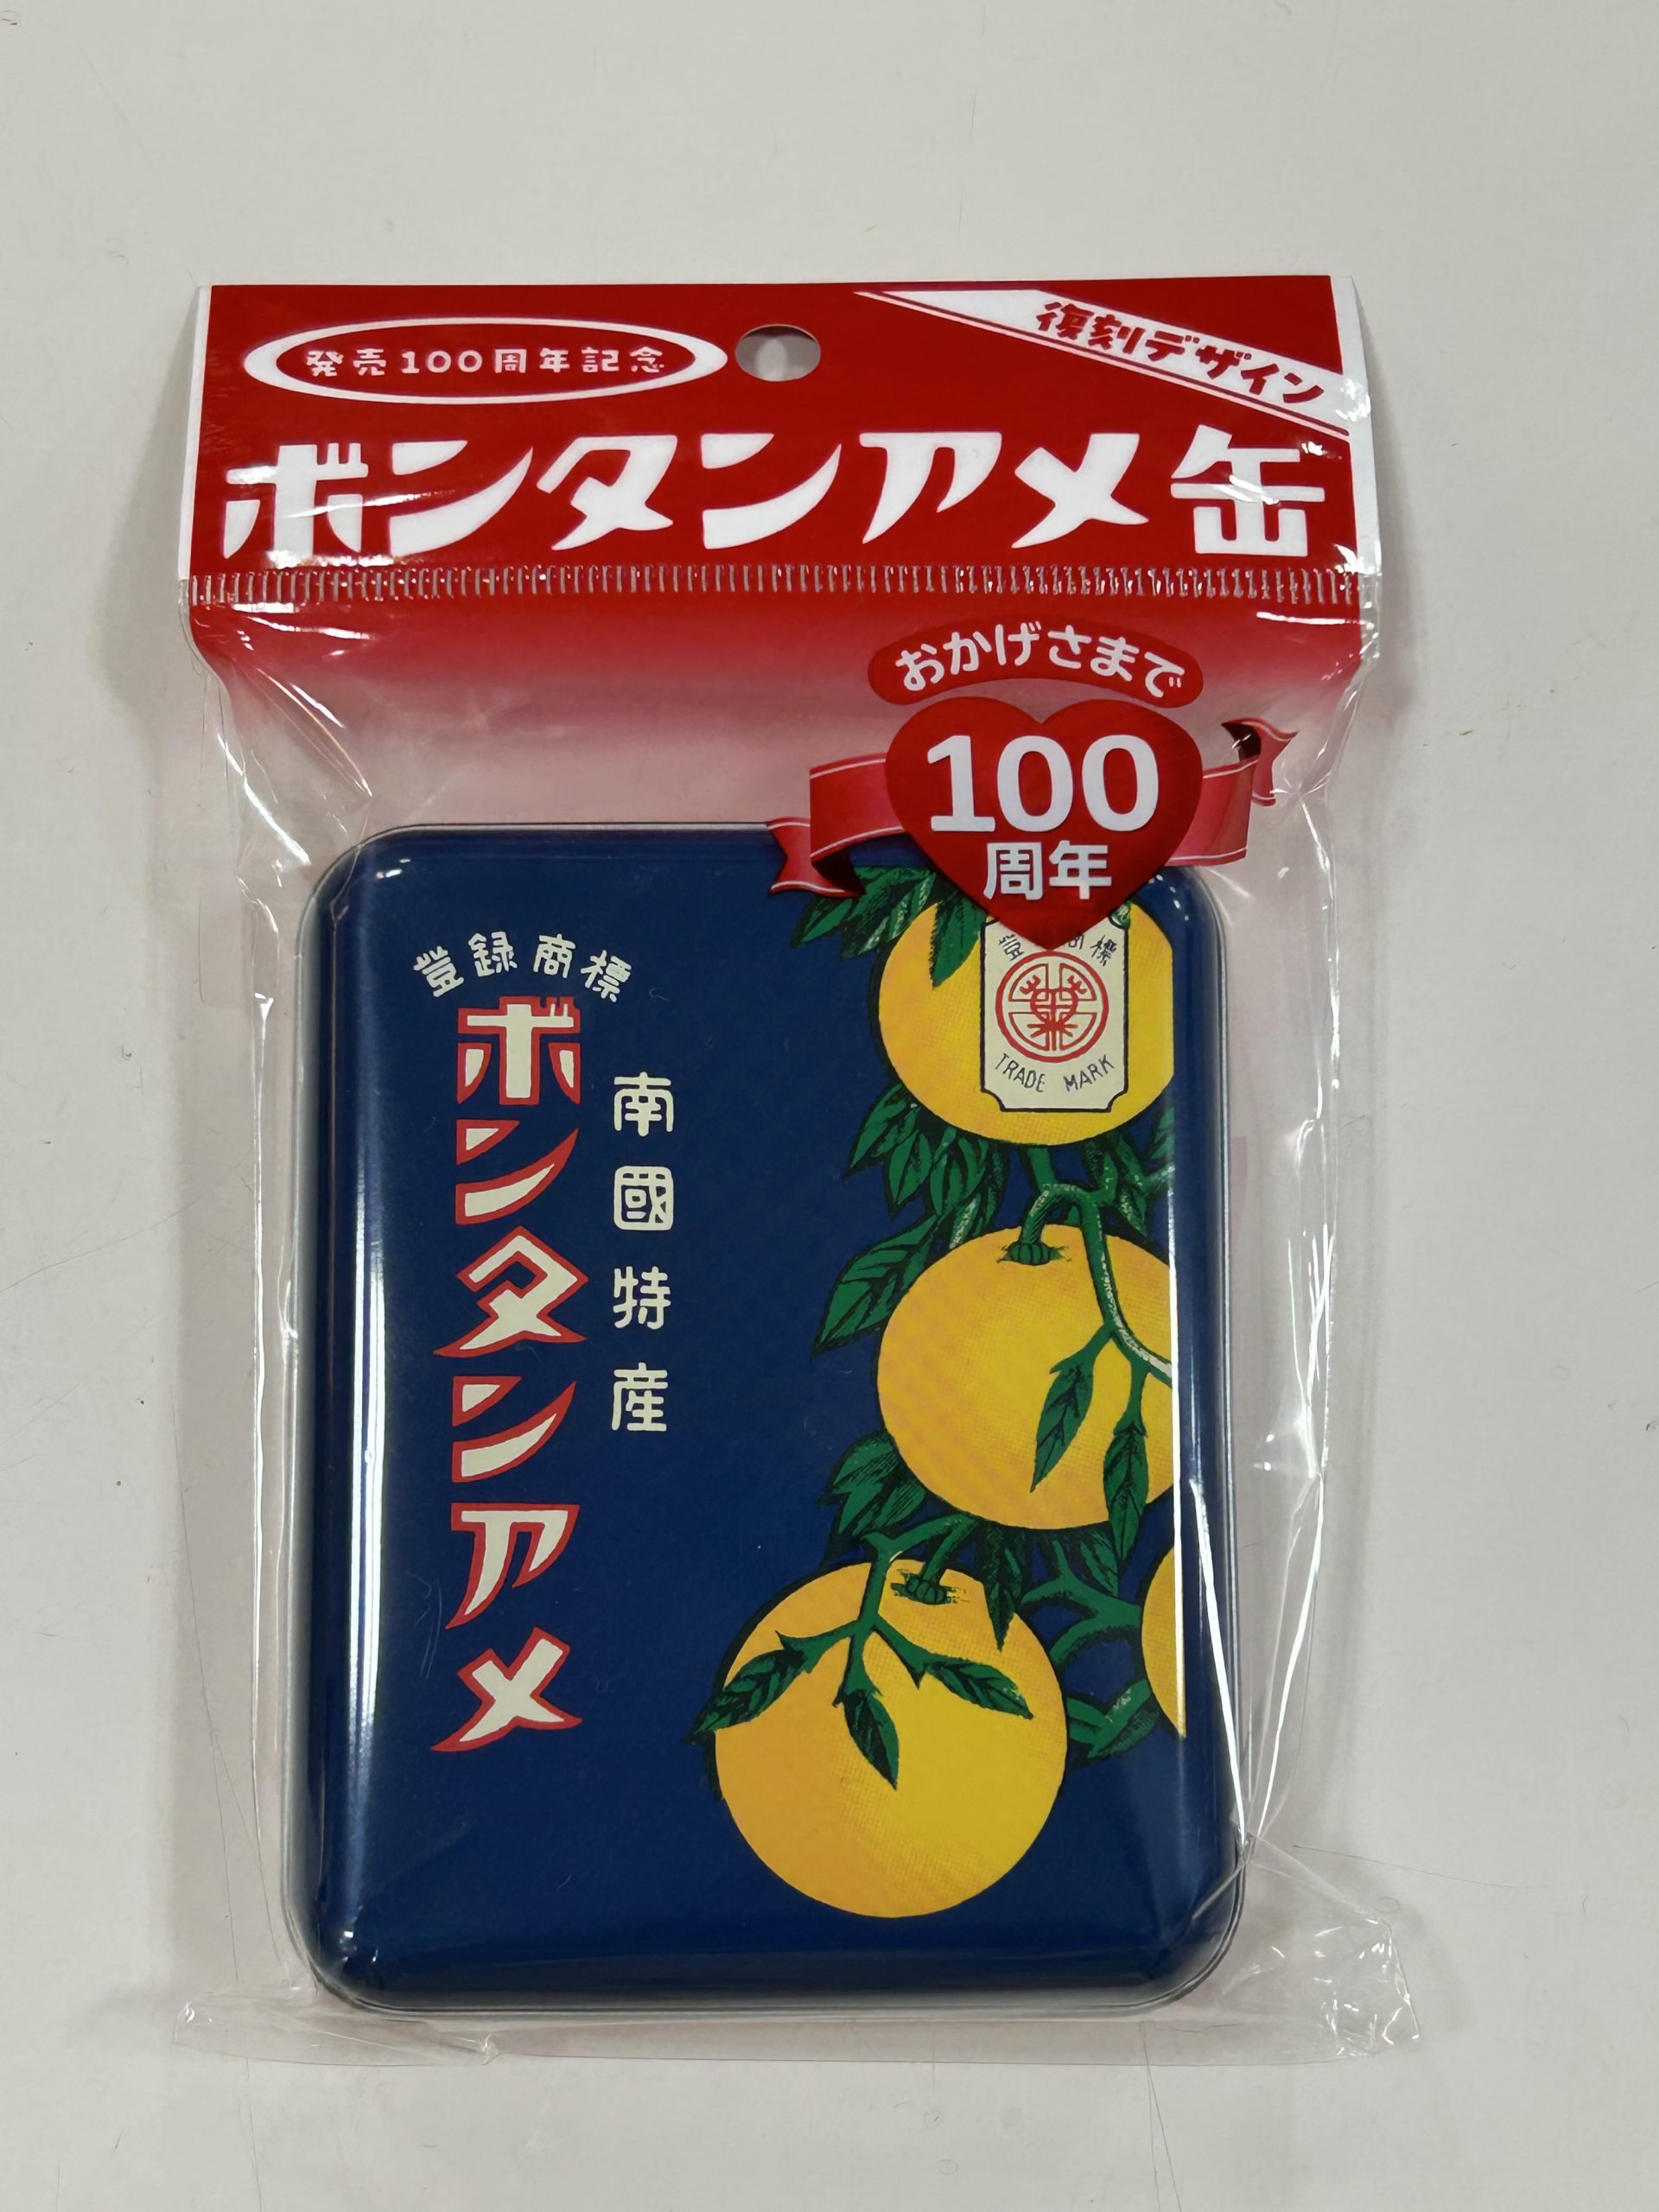 発売100周年記念
復刻デザイン
ボンタンアメ缶
おかげさまで
100
周年
登録商標
南國特産
ボンタンアメ
商標
TRADE MARK